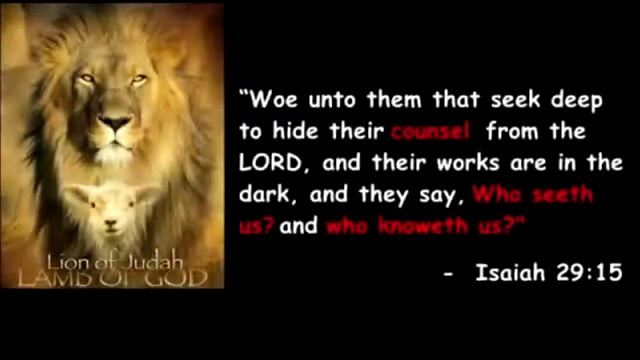 Lion of Judah
LAMB OF GOD
“Woe unto them that seek deep
to hide their counsel from the
LORD, and their works are in the
dark, and they say, Who seeth
us? and who knoweth us?”
- Isaiah 29:15